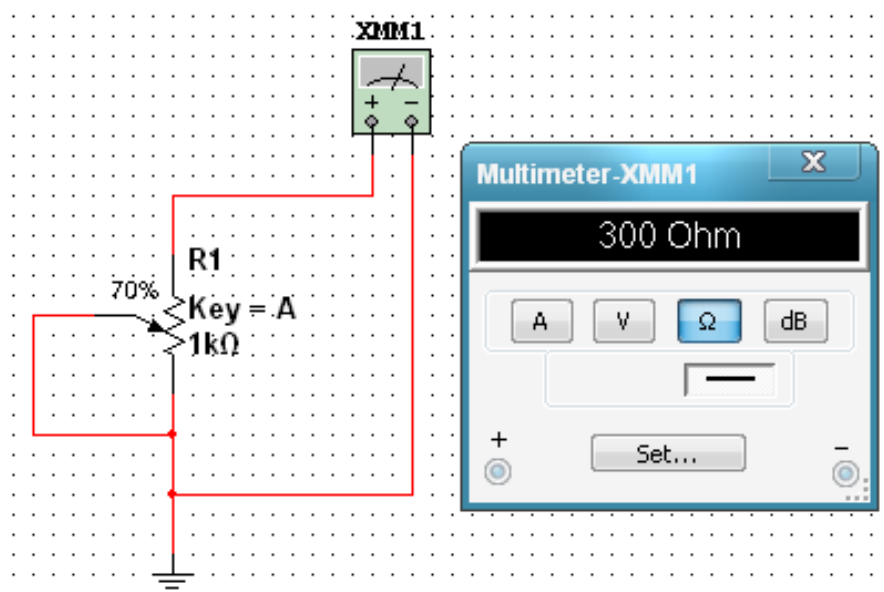 XMM1
+ −
R1
70%
Key = A
1kΩ
Multimeter-XMM1
X
300 Ohm
A V Ω dB
+ −
Set...